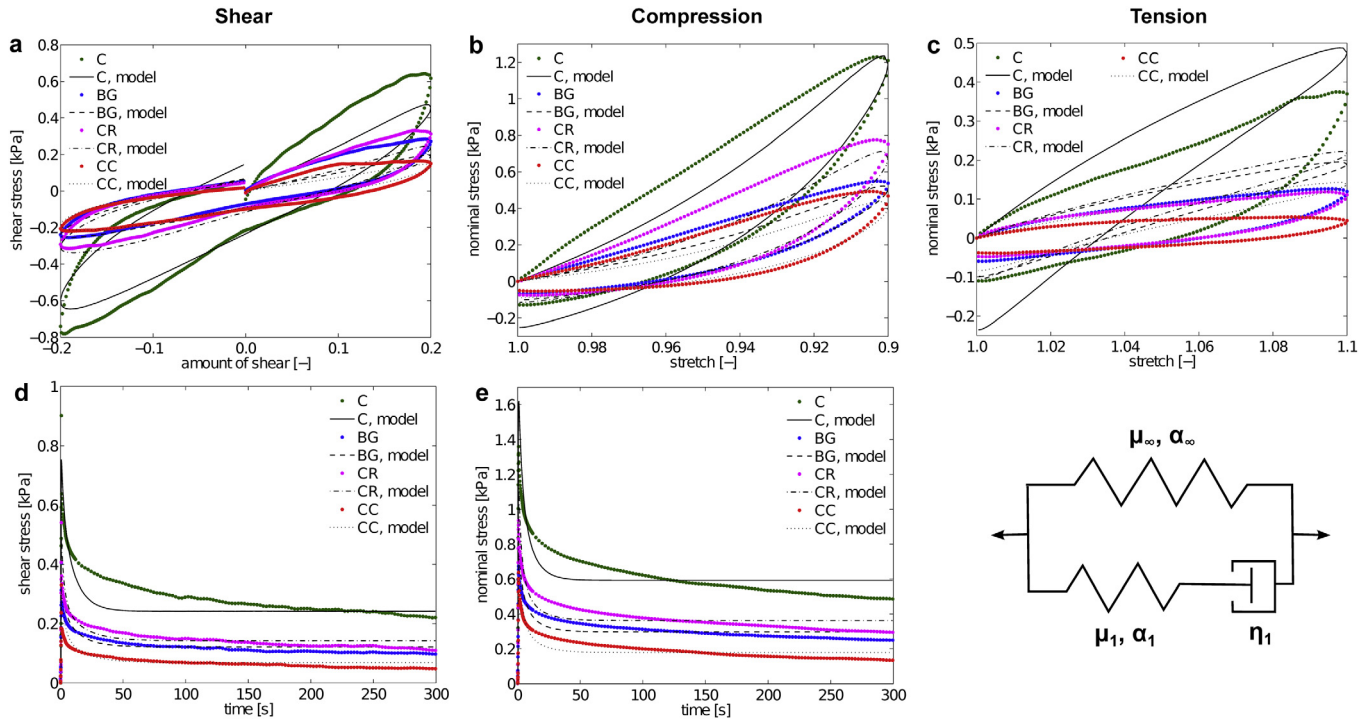 Shear
Compression
Tension
a
0.8
0.6
0.4
0.2
0
−0.2
−0.4
−0.6
−0.8
shear stress [kPa]
C
C, model
BG
BG, model
CR
CR, model
CC
CC, model
−0.2
−0.1
0.0
0.1
0.2
amount of shear [−]
b
1.2
1
0.8
0.6
0.4
0.2
0
−0.2
nominal stress [kPa]
C
C, model
BG
BG, model
CR
CR, model
CC
CC, model
1.0
0.98
0.96
0.94
0.92
0.9
stretch [−]
c
0.5
0.4
0.3
0.2
0.1
0
−0.1
−0.2
nominal stress [kPa]
C
C, model
BG
BG, model
CR
CR, model
CC
CC, model
1.0
1.02
1.04
1.06
1.08
1.1
stretch [−]
d
1
0.8
0.6
0.4
0.2
0
shear stress [kPa]
C
C, model
BG
BG, model
CR
CR, model
CC
CC, model
0
50
100
150
200
250
300
time [s]
e
1.6
1.4
1.2
1.0
0.8
0.6
0.4
0.2
0
nominal stress [kPa]
C
C, model
BG
BG, model
CR
CR, model
CC
CC, model
0
50
100
150
200
250
300
time [s]
μ∞, α∞
μ₁, α₁
η₁